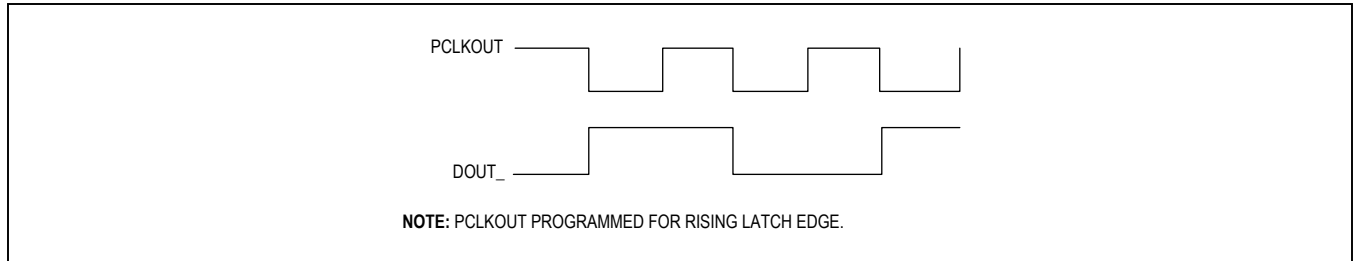 PCLKOUT
DOUT_
NOTE: PCLKOUT PROGRAMMED FOR RISING LATCH EDGE.